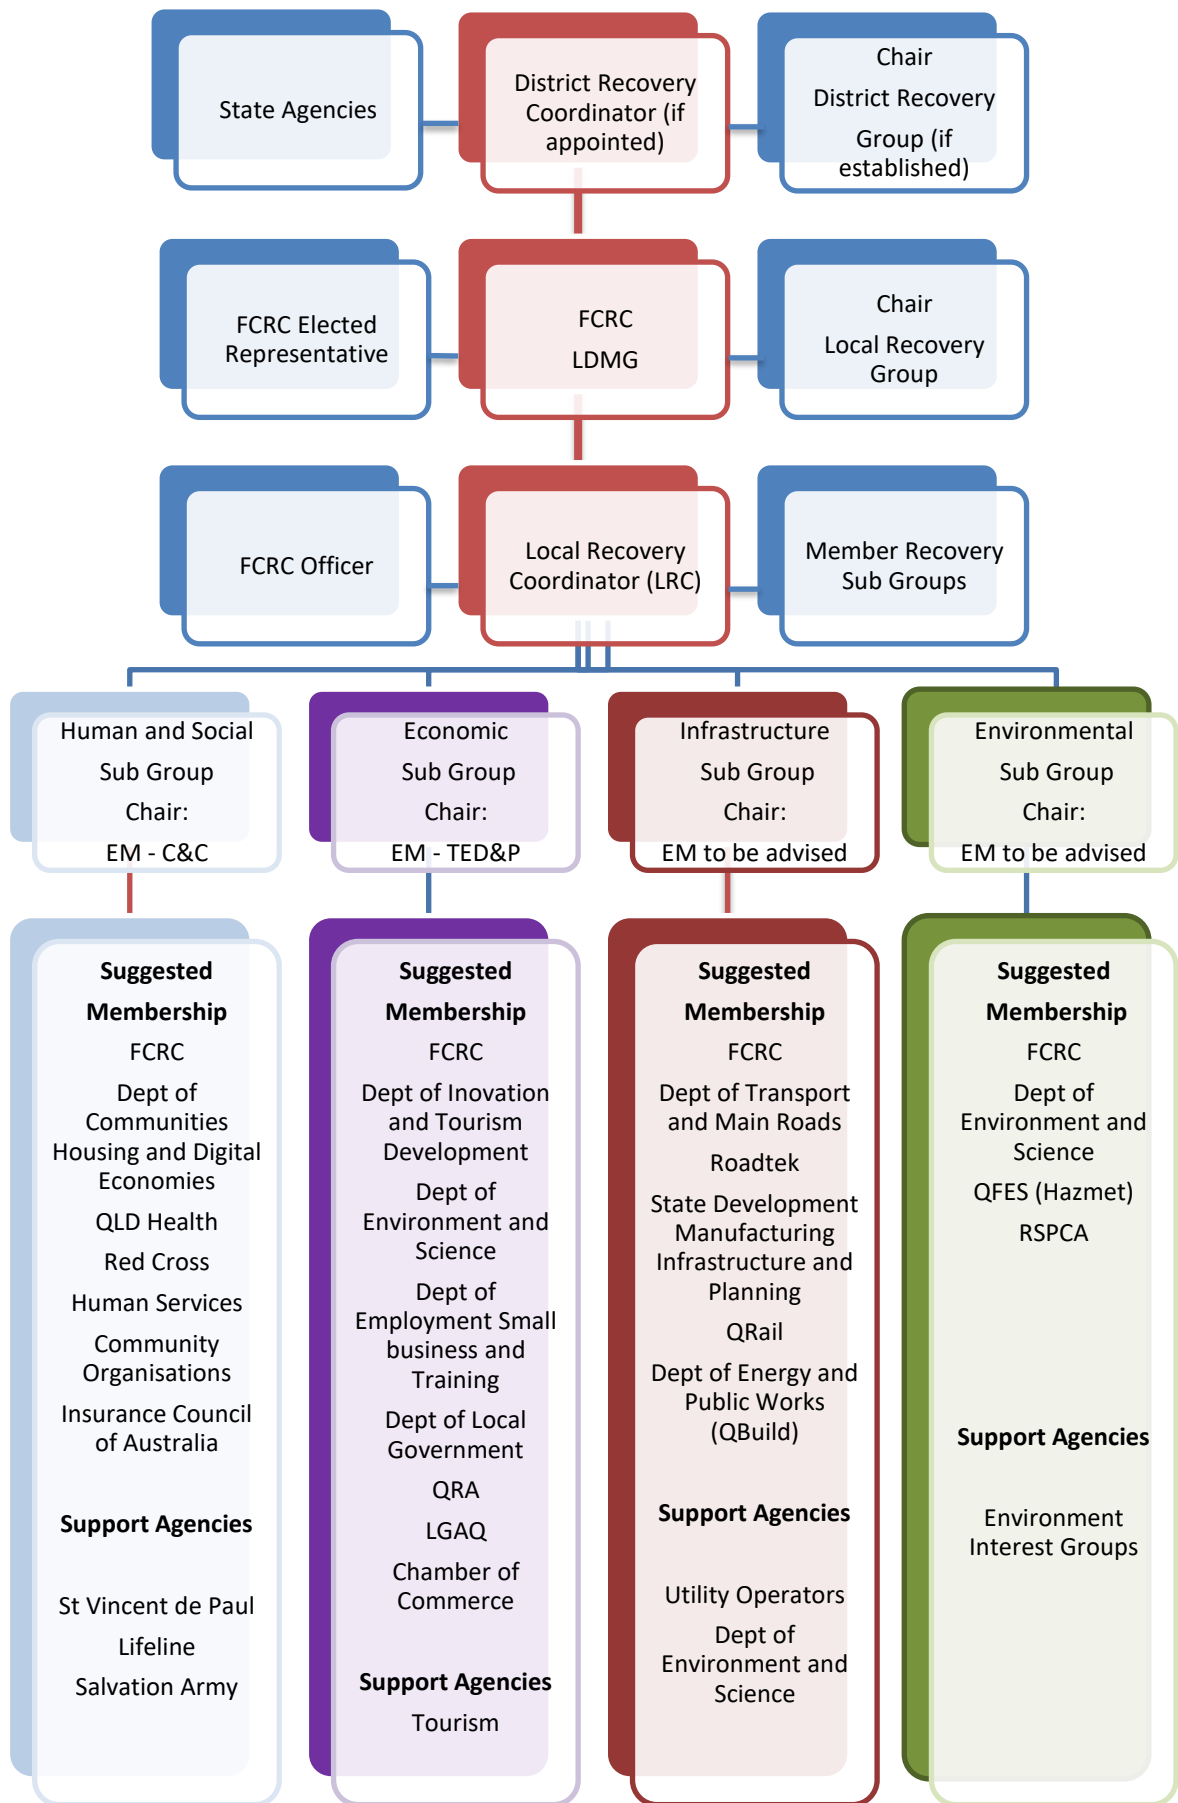 State Agencies
District Recovery
Coordinator (if
appointed)
Chair
District Recovery
Group (if
established)
FCRC Elected
Representative
FCRC
LDMG
Chair
Local Recovery
Group
FCRC Officer
Local Recovery
Coordinator (LRC)
Member Recovery
Sub Groups
Human and Social
Sub Group
Chair:
EM - C&C
Economic
Sub Group
Chair:
EM - TED&P
Infrastructure
Sub Group
Chair:
EM to be advised
Environmental
Sub Group
Chair:
EM to be advised
Suggested
Membership
FCRC
Dept of
Communities
Housing and Digital
Economies
QLD Health
Red Cross
Human Services
Community
Organisations
Insurance Council
of Australia
Support Agencies
St Vincent de Paul
Lifeline
Salvation Army
Suggested
Membership
FCRC
Dept of Inovation
and Tourism
Development
Dept of
Environment and
Science
Dept of
Employment Small
business and
Training
Dept of Local
Government
QRA
LGAQ
Chamber of
Commerce
Support Agencies
Tourism
Suggested
Membership
FCRC
Dept of Transport
and Main Roads
Roadtek
State Development
Manufacturing
Infrastructure and
Planning
QRail
Dept of Energy and
Public Works
(QBuild)
Support Agencies
Utility Operators
Dept of
Environment and
Science
Suggested
Membership
FCRC
Dept of
Environment and
Science
QFES (Hazmet)
RSPCA
Support Agencies
Environment
Interest Groups